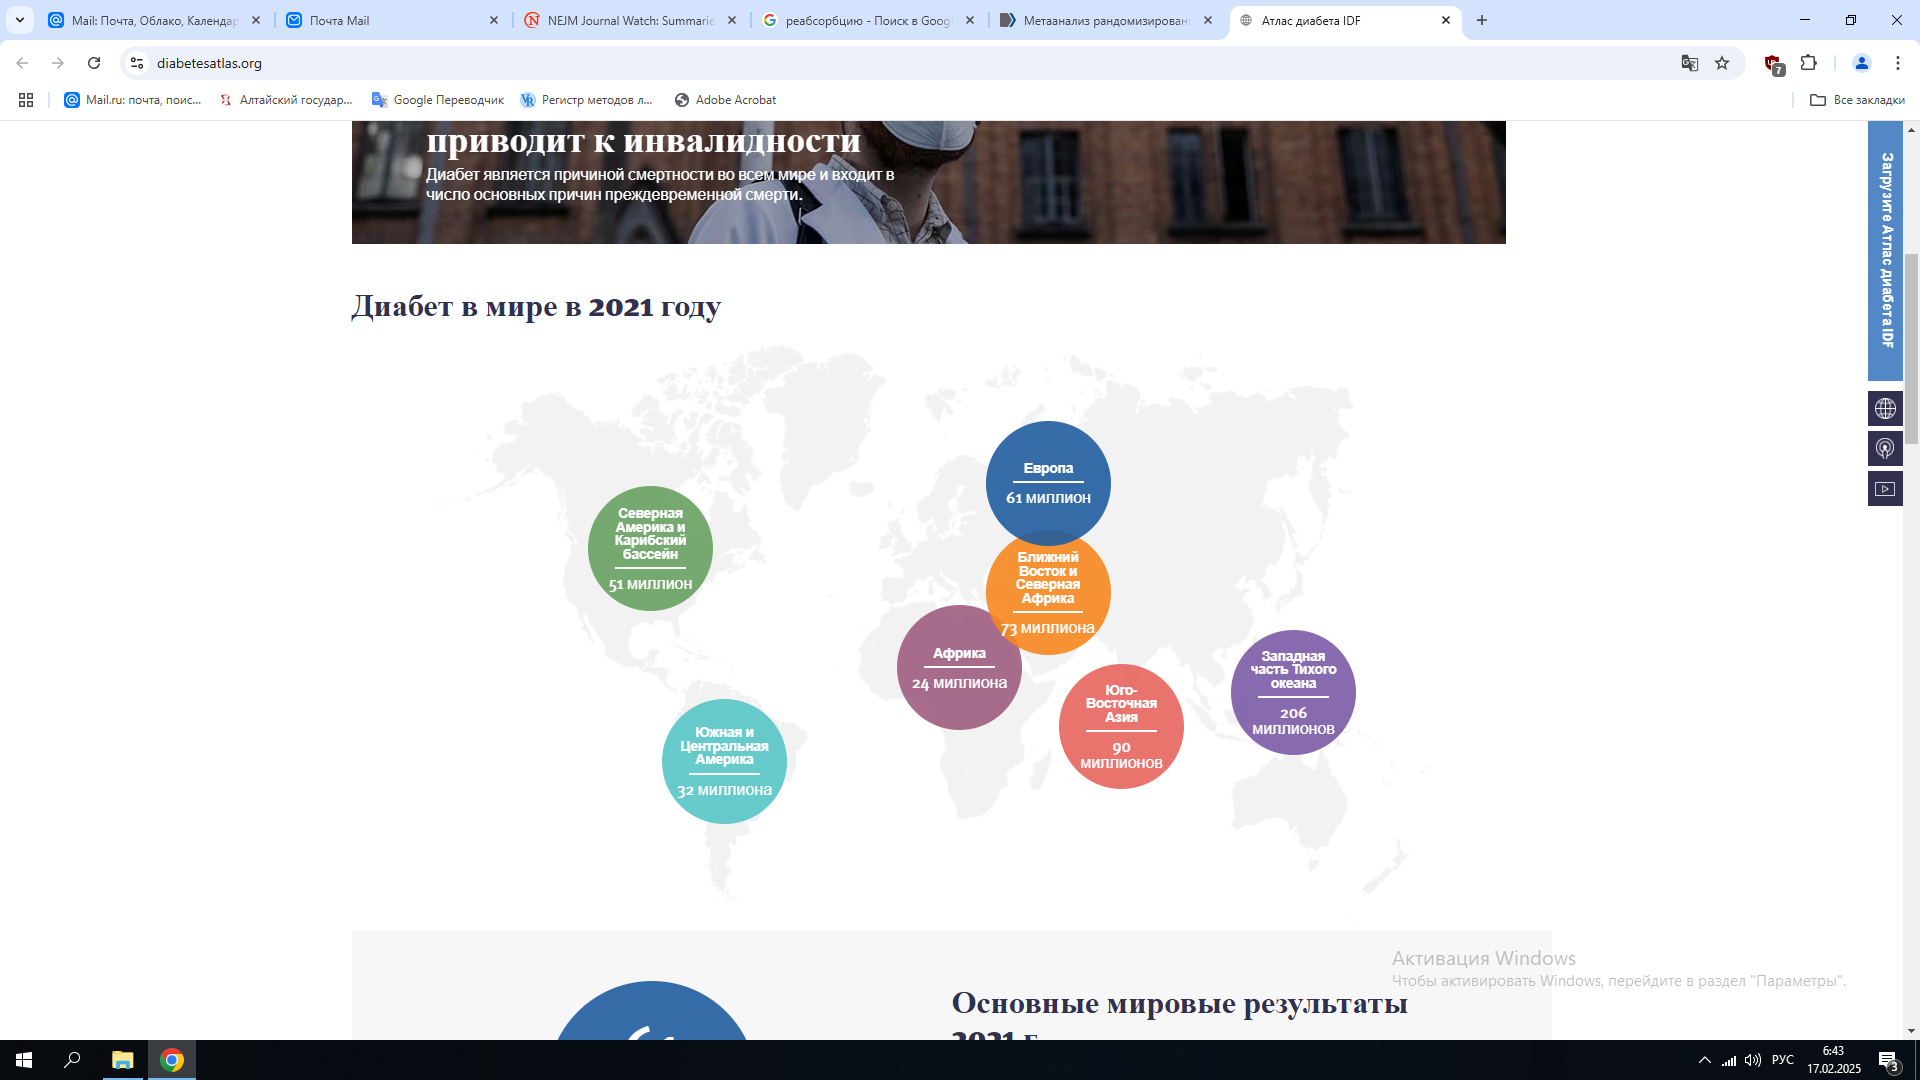 Mail: Почта, Облако, Календар
Почта Mail
NEJM Journal Watch: Summarie
реабсорбцию - Поиск в Goog
Метаанализ рандомизирован
Атлас диабета IDF
diabetesatlas.org
7
Mail.ru: почта, поис...
Алтайский государ...
Google Переводчик
Регистр методов л...
Adobe Acrobat
Все закладки
приводит к инвалидности
Диабет является причиной смертности во всем мире и входит в
число основных причин преждевременной смерти.
Загрузите Атлас диабета IDF
Диабет в мире в 2021 году
Европа
61 миллион
Северная
Америка и
Карибский
бассейн
51 миллион
Ближний
Восток и
Северная
Африка
73 миллиона
Африка
24 миллиона
Западная
часть Тихого
океана
206
миллионов
Юго-
Восточная
Азия
90
миллионов
Южная и
Центральная
Америка
32 миллиона
Активация Windows
Чтобы активировать Windows, перейдите в раздел "Параметры".
Основные мировые результаты
2021 г
61
РУС
6:43
17.02.2025
3